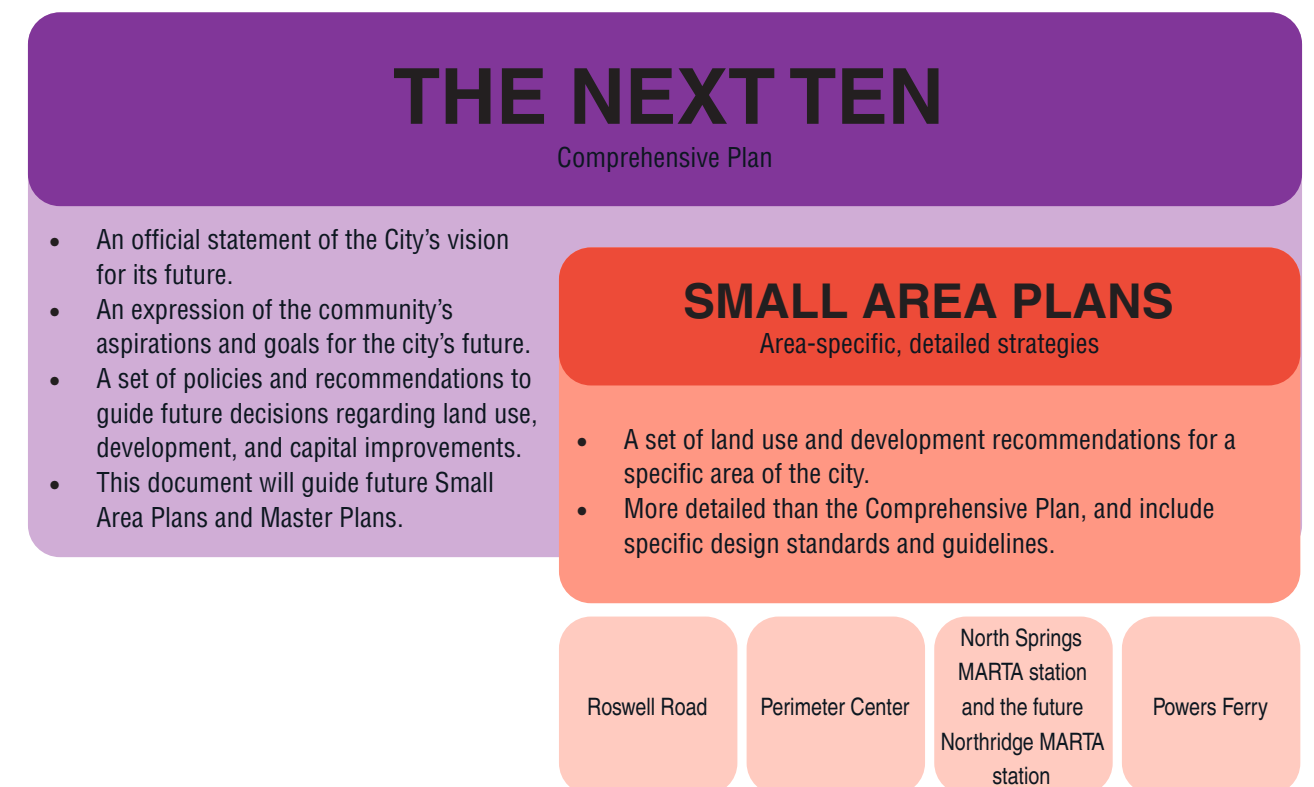 THE NEXT TEN
Comprehensive Plan
• An official statement of the City’s vision
for its future.
• An expression of the community’s
aspirations and goals for the city’s future.
• A set of policies and recommendations to
guide future decisions regarding land use,
development, and capital improvements.
• This document will guide future Small
Area Plans and Master Plans.
SMALL AREA PLANS
Area-specific, detailed strategies
• A set of land use and development recommendations for a
specific area of the city.
• More detailed than the Comprehensive Plan, and include
specific design standards and guidelines.
Roswell Road
Perimeter Center
North Springs
MARTA station
and the future
Northridge MARTA
station
Powers Ferry